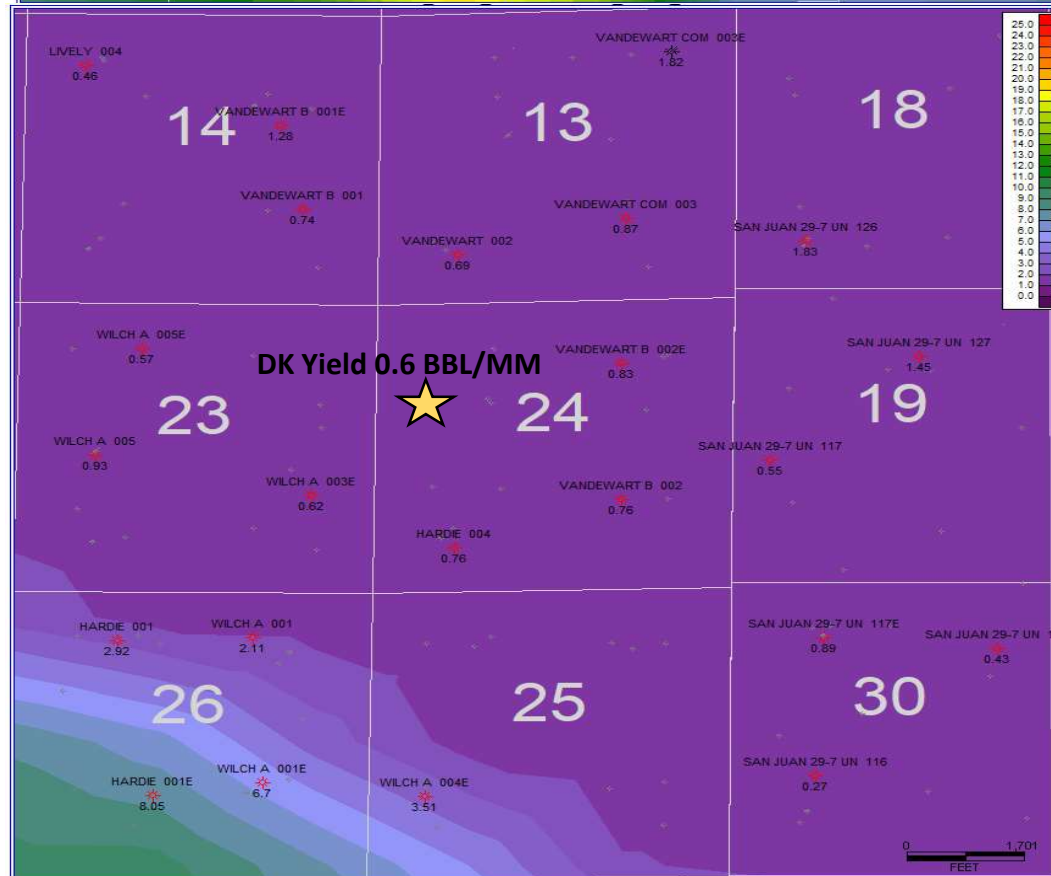 LIVELY 004
0.46
VANDEWART COM 003E
1.82
14
VANDEWART B 001E
1.28
13
18
VANDEWART B 001
0.74
VANDEWART 002
0.69
VANDEWART COM 003
0.87
SAN JUAN 29-7 UN 126
1.83
25.0
24.0
23.0
22.0
21.0
20.0
19.0
18.0
17.0
16.0
15.0
14.0
13.0
12.0
11.0
10.0
9.0
8.0
7.0
6.0
5.0
4.0
3.0
2.0
1.0
0.0
WILCH A 005E
0.57
DK Yield 0.6 BBL/MM
VANDEWART B 002E
0.83
SAN JUAN 29-7 UN 127
1.45
23
24
19
WILCH A 005
0.93
WILCH A 003E
0.62
SAN JUAN 29-7 UN 117
0.55
VANDEWART B 002
0.76
HARDIE 004
0.76
HARDIE 001
2.92
WILCH A 001
2.11
SAN JUAN 29-7 UN 117E
0.89
SAN JUAN 29-7 UN
0.43
26
25
30
HARDIE 001E
8.05
WILCH A 001E
6.7
WILCH A 004E
3.51
SAN JUAN 29-7 UN 116
0.27
0 1,701
FEET